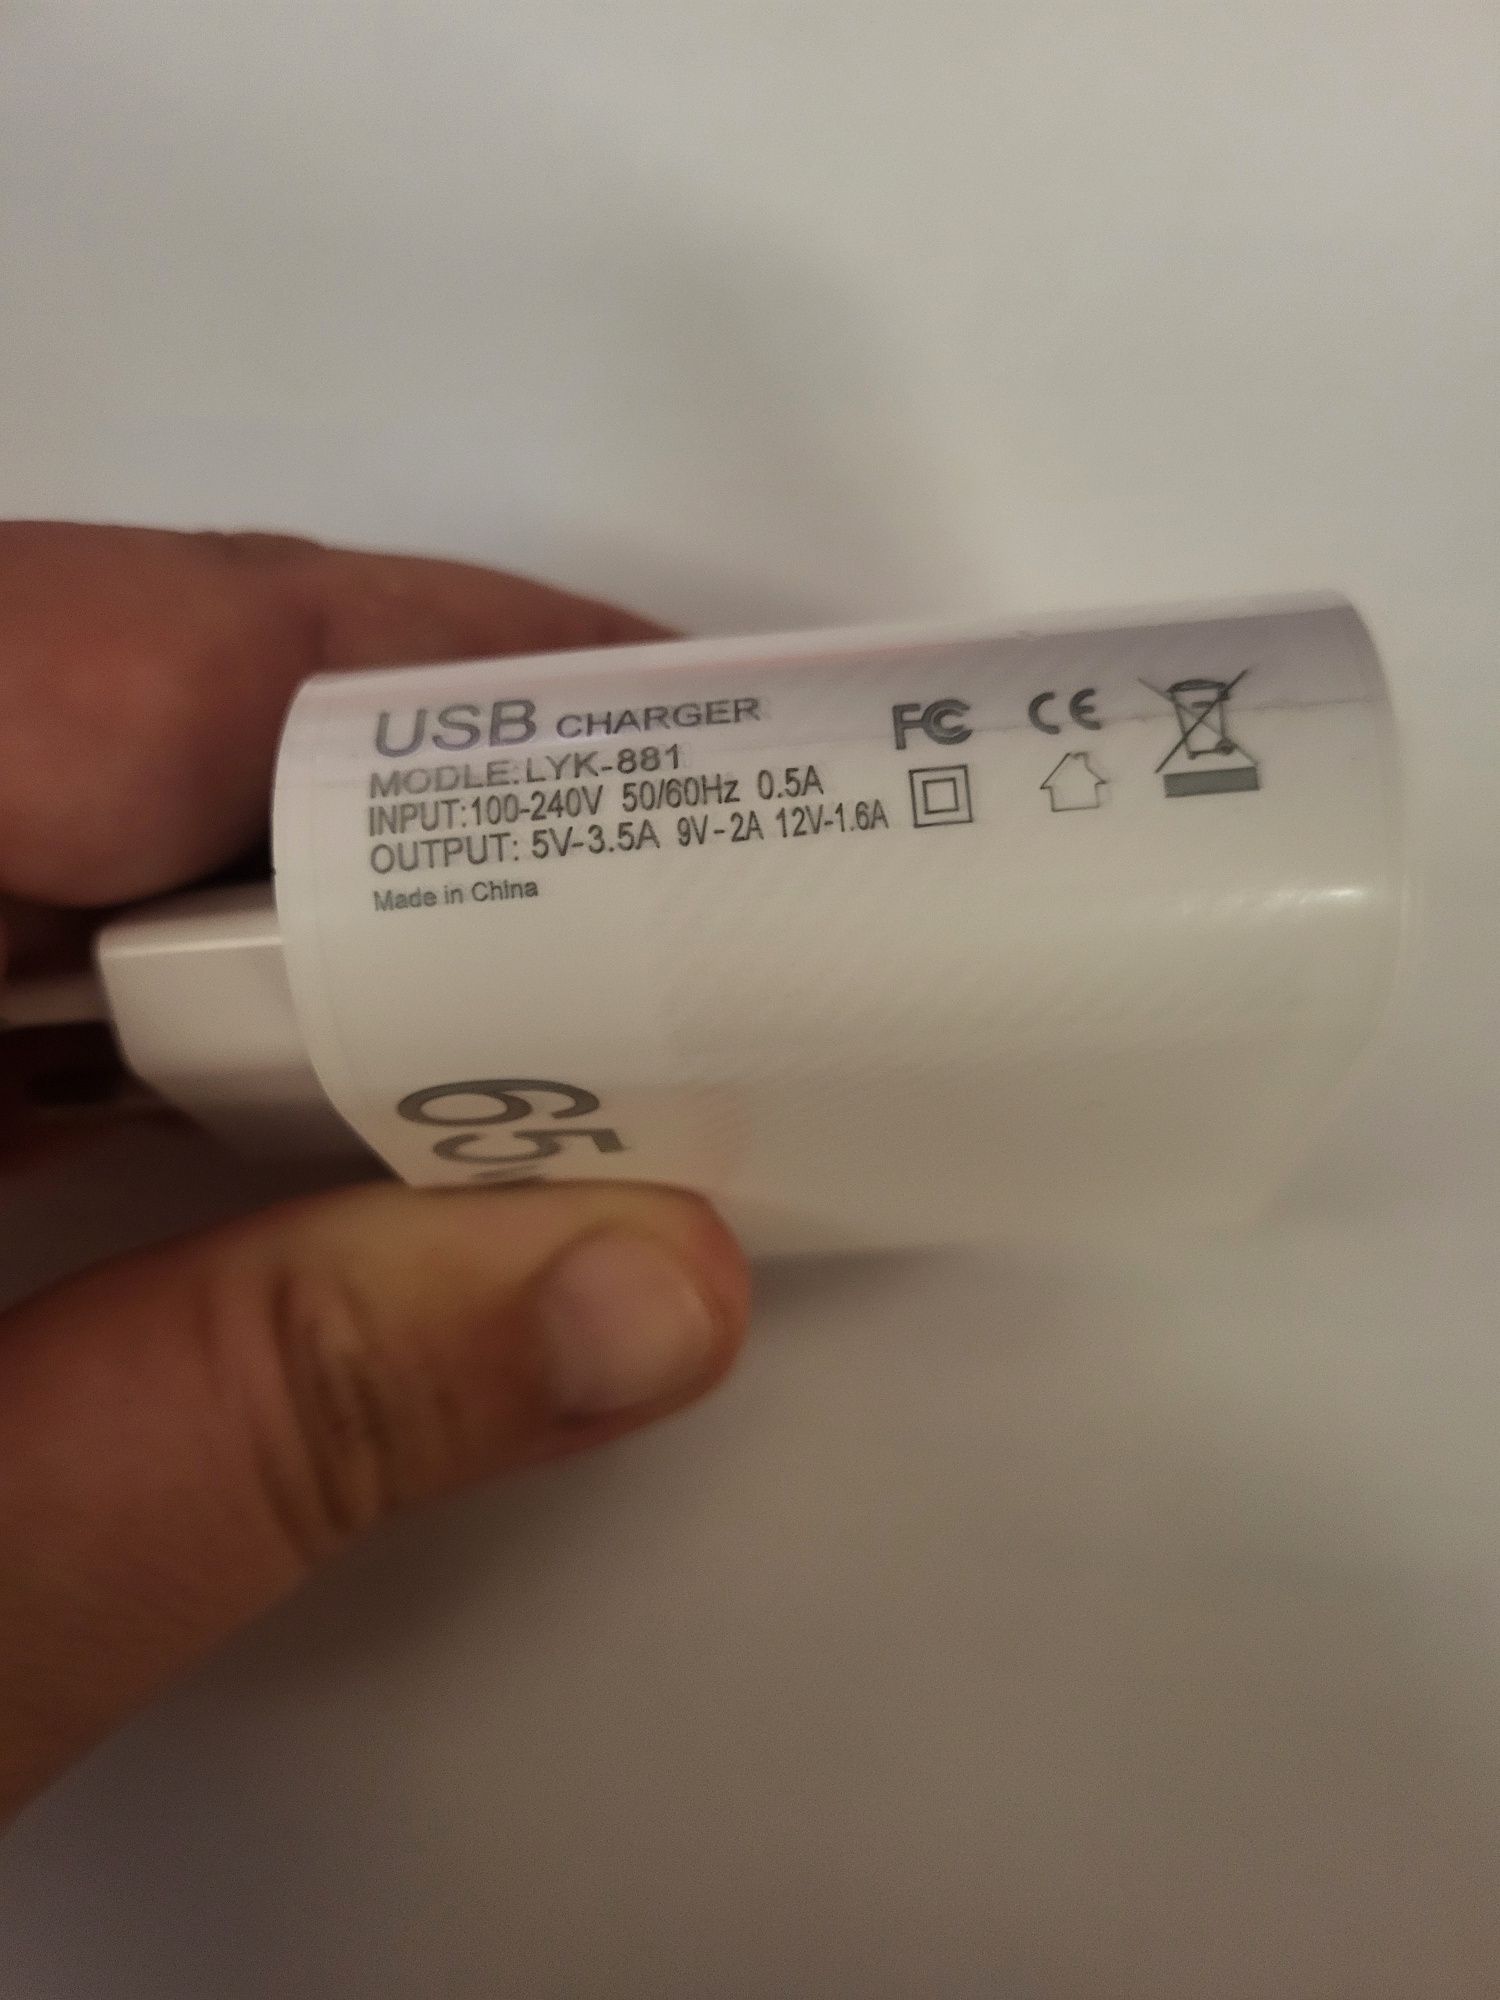 USB CHARGER
MODLE:LYK-881
INPUT:100-240V 50/60Hz 0.5A
OUTPUT: 5V-3.5A 9V-2A 12V-1.6A
Made in China
FC CE
65